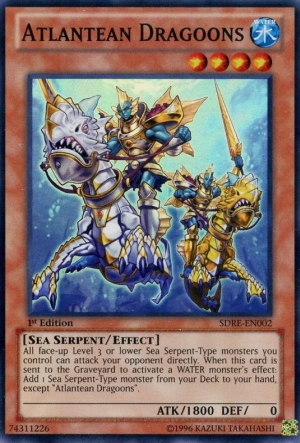 ATLANTEAN DRAGOONS
WATER
水
1st Edition
SDRE-EN002
[SEA SERPENT/EFFECT]
All face-up Level 3 or lower Sea Serpent-Type monsters you
control can attack your opponent directly. When this card is
sent to the Graveyard to activate a WATER monster's effect:
Add 1 Sea Serpent-Type monster from your Deck to your hand,
except "Atlantean Dragoons".
ATK/1800 DEF/ 0
74311226
©1996 KAZUKI TAKAHASHI